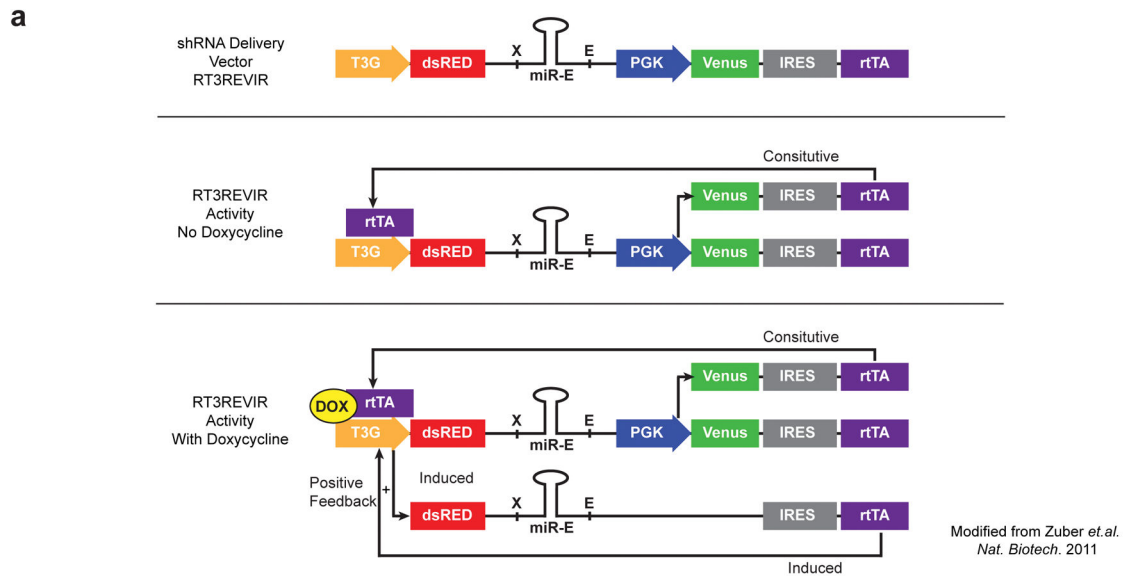 a
shRNA Delivery
Vector
RT3REVIR
T3G dsRED X miR-E E PGK Venus IRES rtTA
RT3REVIR
Activity
No Doxycycline
Consitutive
Venus IRES rtTA
rtTA
T3G dsRED X miR-E E PGK Venus IRES rtTA
RT3REVIR
Activity
With Doxycycline
Consitutive
Venus IRES rtTA
DOX rtTA
T3G dsRED X miR-E E PGK Venus IRES rtTA
Positive
Feedback
+
Induced
dsRED X miR-E E IRES rtTA
Induced
Modified from Zuber et.al.
Nat. Biotech. 2011